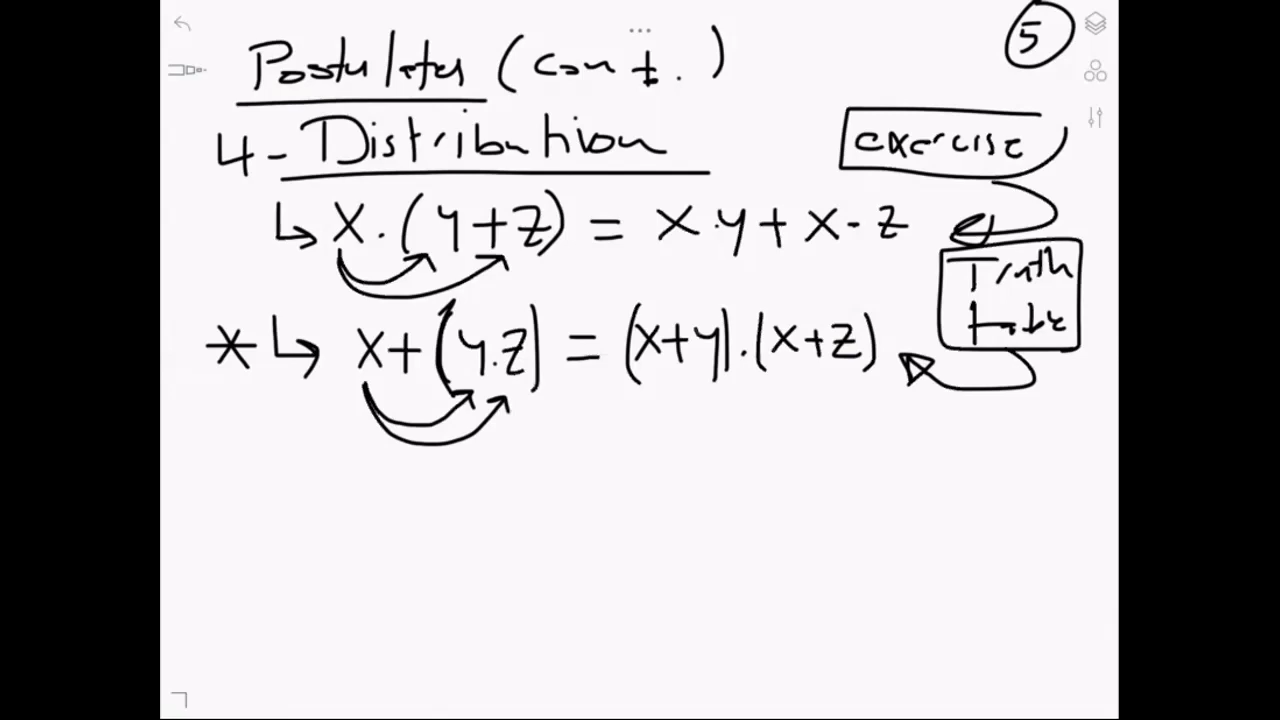 Postulates (cont.)
5
4- Distribution
exercise
↳ X·(Y+Z) = X·Y+X·Z
Truth
table
* ↳ X+(Y·Z) = (X+Y)·(X+Z)